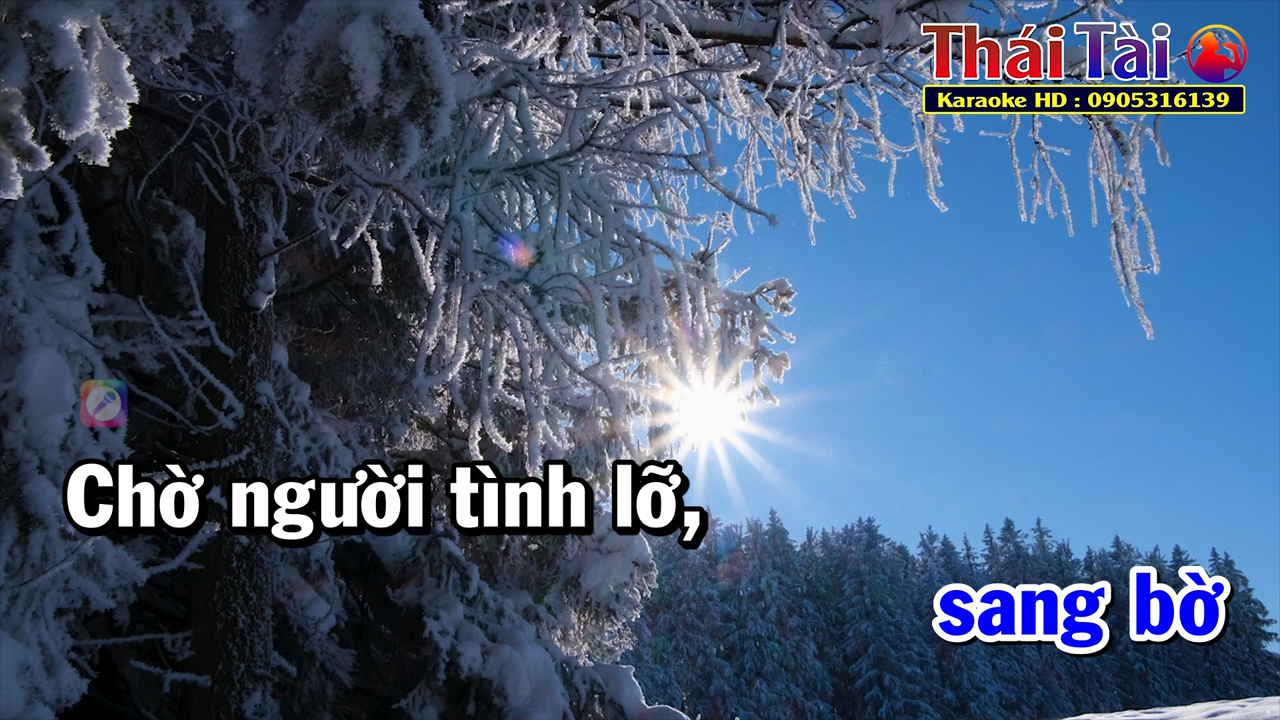 Thái Tài
Karaoke HD : 0905316139
Chờ người tình lỡ,
sang bờ